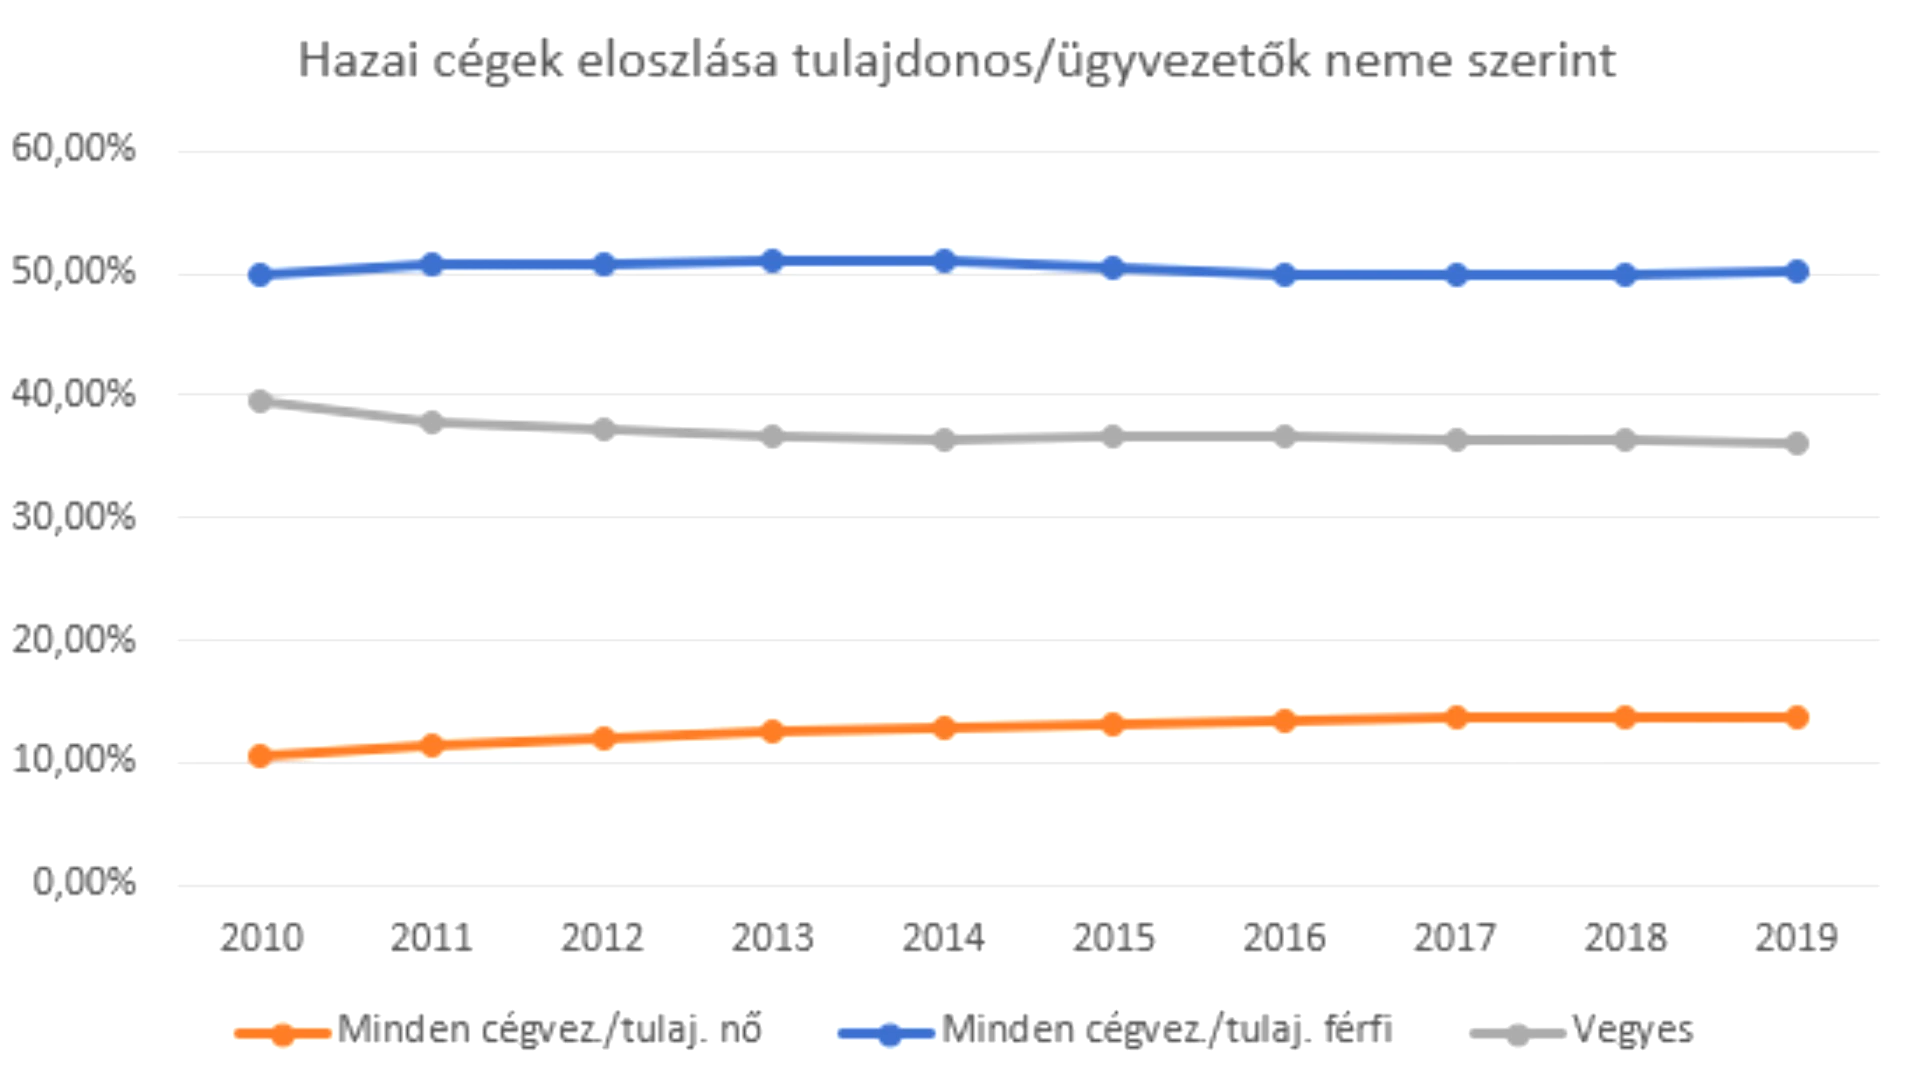 Hazai cégek eloszlása tulajdonos/ügyvezetők neme szerint
60,00%
50,00%
40,00%
30,00%
20,00%
10,00%
0,00%
2010 2011 2012 2013 2014 2015 2016 2017 2018 2019
Minden cégvez./tulaj. nő Minden cégvez./tulaj. férfi Vegyes